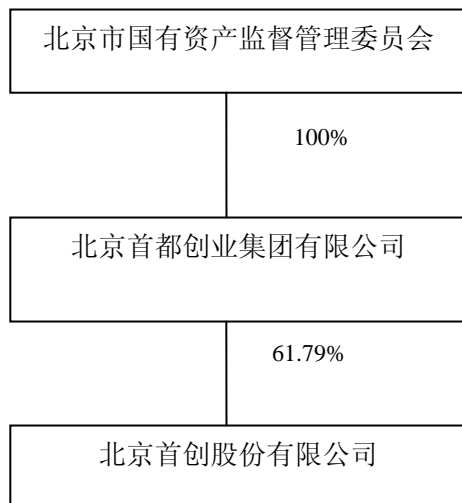 北京市国有资产监督管理委员会
100%
北京首都创业集团有限公司
61.79%
北京首创股份有限公司